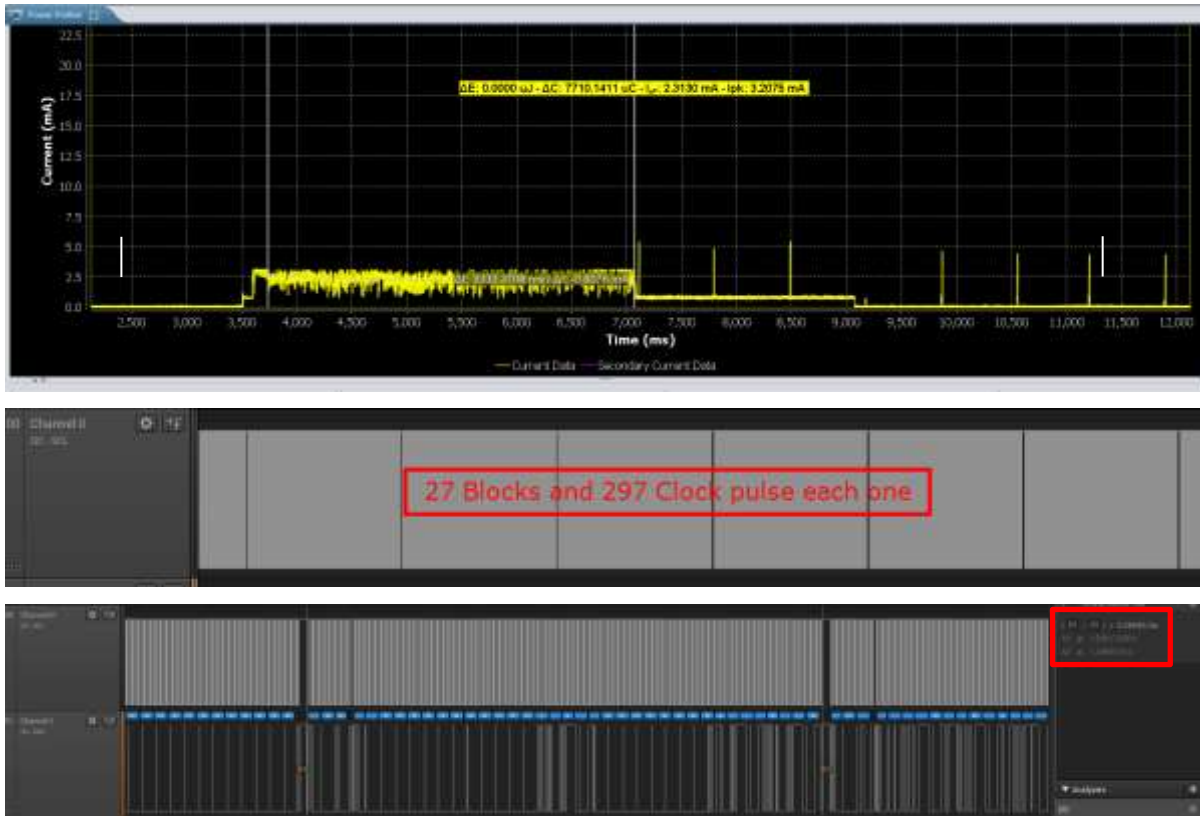 Power Monitor
22.5
20.0
17.5
15.0
12.5
10.0
7.5
5.0
2.5
0.0
Current (mA)
ΔE: 0.0000 uJ - ΔC: 7710.1411 uC - I 2.3130 mA - Ipk: 3.2075 mA
2,500 3,000 3,500 4,000 4,500 5,000 5,500 6,000 6,500 7,000 7,500 8,000 8,500 9,000 9,500 10,000 10,500 11,000 11,500 12,000
Time (ms)
Current Data Secondary Current Data
00 Channel 0
27 Blocks and 297 Clock pulse each one
Analyzers